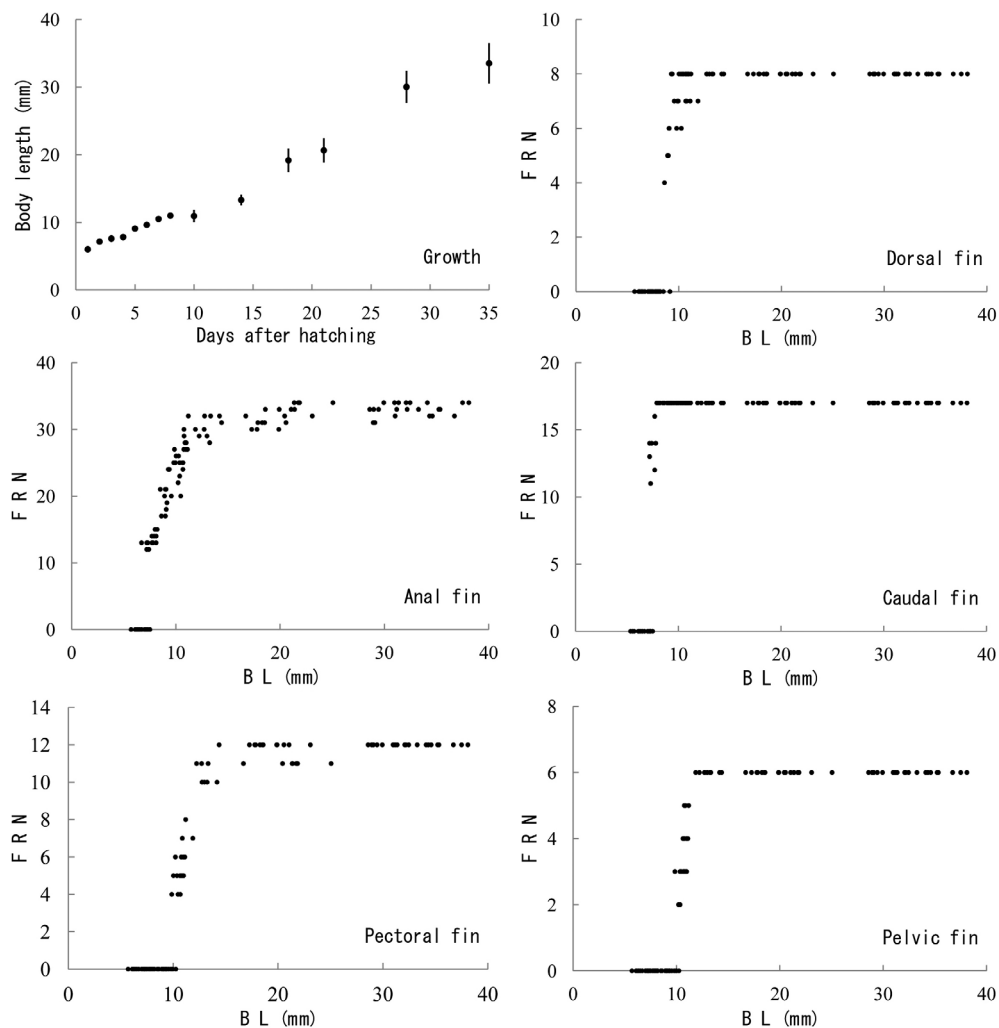 40
30
20
10
0
Body length (mm)
Growth
0 5 10 15 20 25 30 35
Days after hatching
10
8
6
4
2
0
F R N
Dorsal fin
0 10 20 30 40
B L (mm)
40
30
20
10
0
F R N
Anal fin
0 10 20 30 40
B L (mm)
20
15
10
5
0
F R N
Caudal fin
0 10 20 30 40
B L (mm)
14
12
10
8
6
4
2
0
F R N
Pectoral fin
0 10 20 30 40
B L (mm)
8
6
4
2
0
F R N
Pelvic fin
0 10 20 30 40
B L (mm)